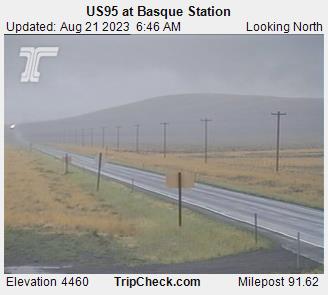 US95 at Basque Station
Updated: Aug 21 2023 6:46 AM Looking North
Elevation 4460 TripCheck.com Milepost 91.62